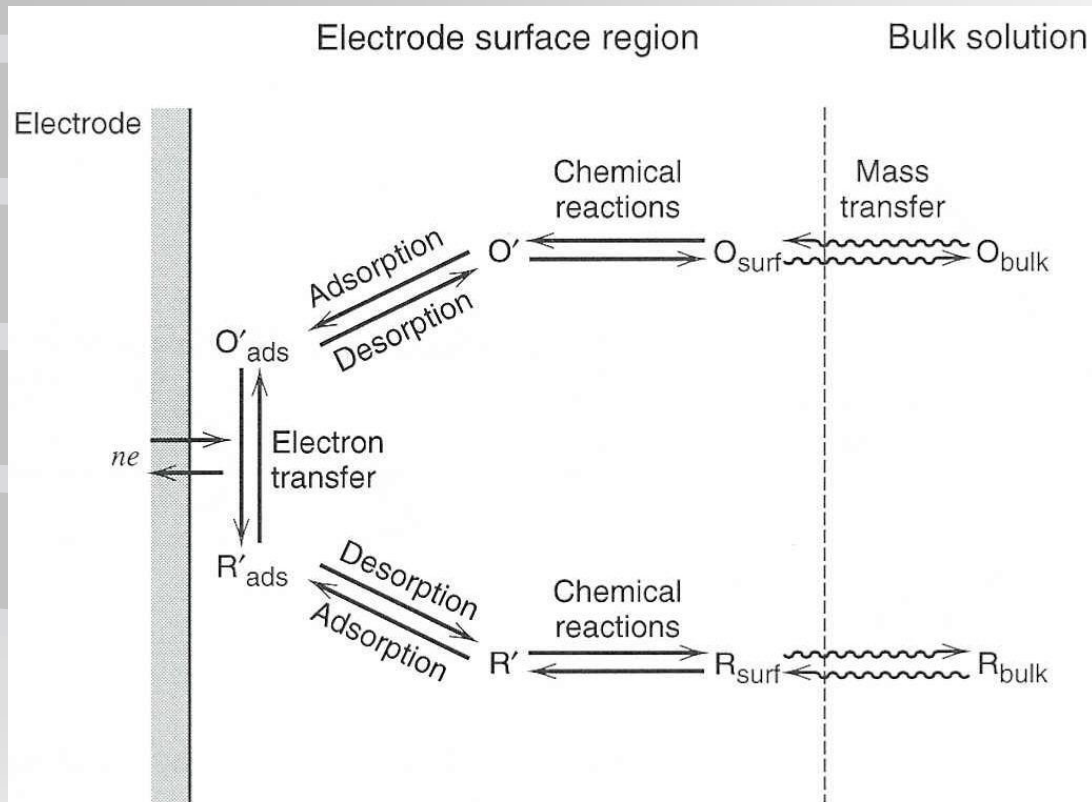 Electrode surface region
Bulk solution
Electrode
Chemical
reactions
Mass
transfer
Adsorption
Desorption
O′
O_surf
O_bulk
O′_ads
ne
Electron
transfer
R′_ads
Desorption
Adsorption
Chemical
reactions
R′
R_surf
R_bulk